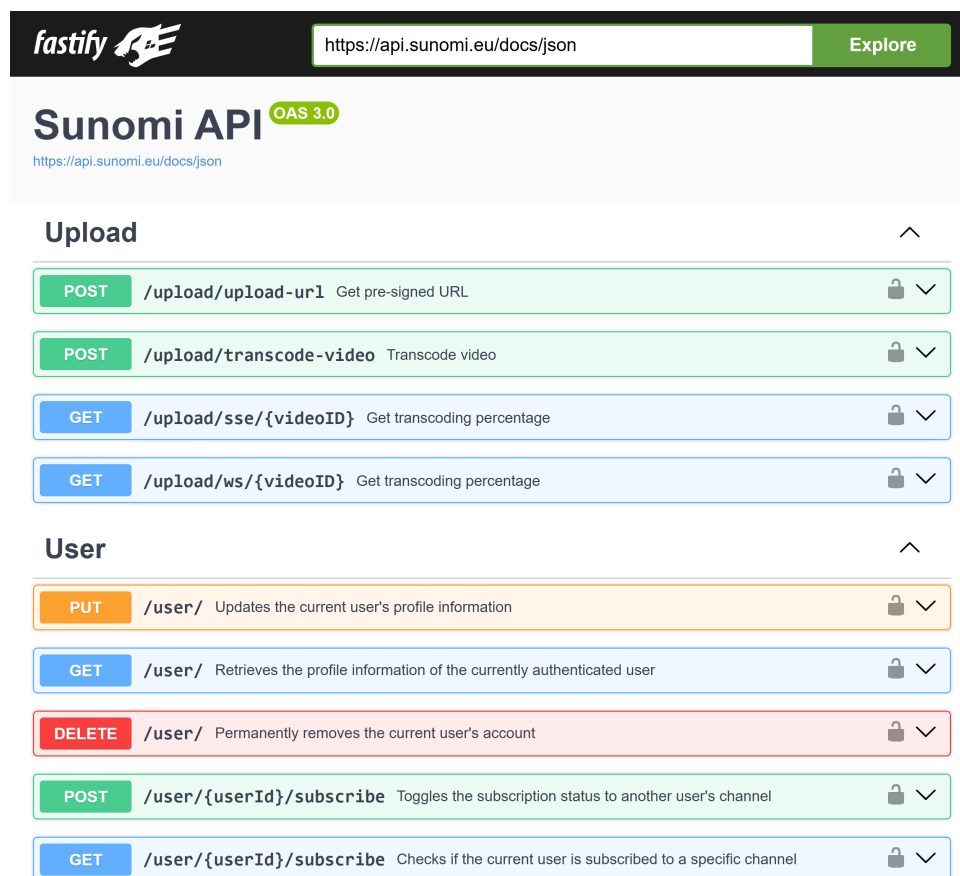 fastify
https://api.sunomi.eu/docs/json
Explore
Sunomi API OAS 3.0
https://api.sunomi.eu/docs/json
Upload
POST /upload/upload-url Get pre-signed URL
POST /upload/transcode-video Transcode video
GET /upload/sse/{videoID} Get transcoding percentage
GET /upload/ws/{videoID} Get transcoding percentage
User
PUT /user/ Updates the current user's profile information
GET /user/ Retrieves the profile information of the currently authenticated user
DELETE /user/ Permanently removes the current user's account
POST /user/{userId}/subscribe Toggles the subscription status to another user's channel
GET /user/{userId}/subscribe Checks if the current user is subscribed to a specific channel